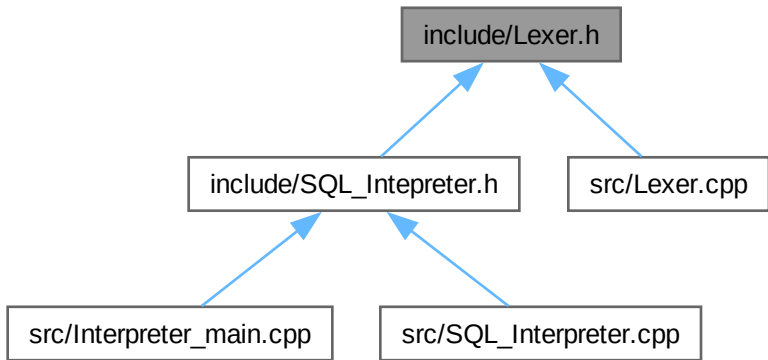 include/Lexer.h
include/SQL_Intepreter.h
src/Lexer.cpp
src/Interpreter_main.cpp
src/SQL_Interpreter.cpp